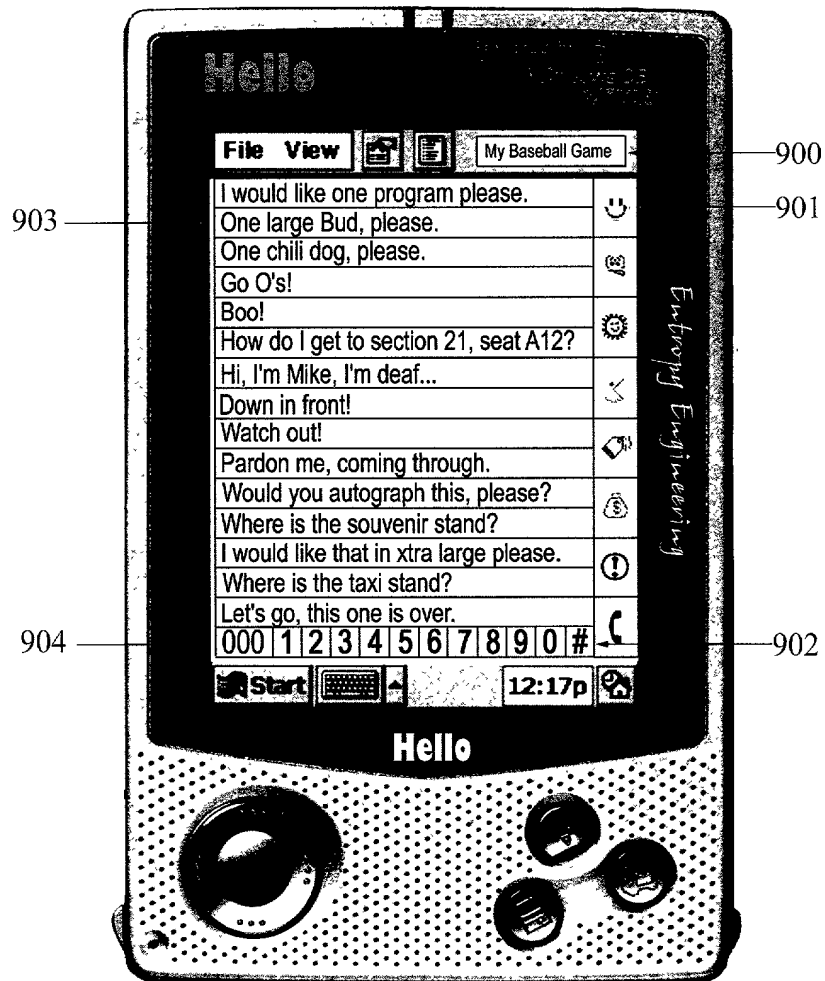 Hello
File View My Baseball Game
900
I would like one program please.
901
903
One large Bud, please.
One chili dog, please.
Go O's!
Boo!
How do I get to section 21, seat A12?
Hi, I'm Mike, I'm deaf...
Down in front!
Watch out!
Pardon me, coming through.
Would you autograph this, please?
Where is the souvenir stand?
I would like that in xtra large please.
Where is the taxi stand?
Let's go, this one is over.
904
000 1 2 3 4 5 6 7 8 9 0 #
902
Start 12:17p
Hello
Entropy Engineering